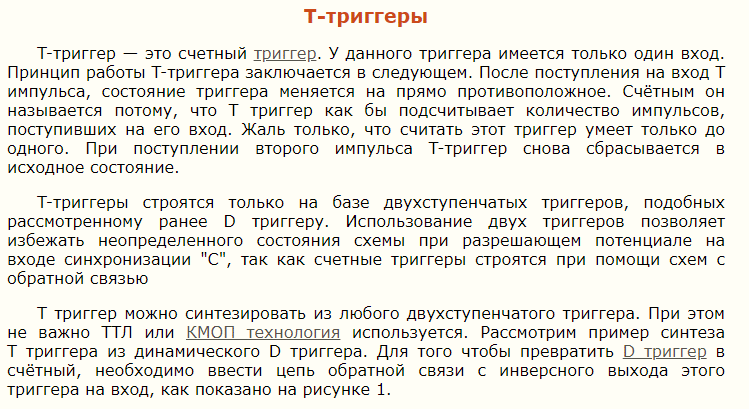 Т-триггеры
Т-триггер — это счетный триггер. У данного триггера имеется только один вход.
Принцип работы Т-триггера заключается в следующем. После поступления на вход Т
импульса, состояние триггера меняется на прямо противоположное. Счётным он
называется потому, что Т триггер как бы подсчитывает количество импульсов,
поступивших на его вход. Жаль только, что считать этот триггер умеет только до
одного. При поступлении второго импульса Т-триггер снова сбрасывается в
исходное состояние.
Т-триггеры строятся только на базе двухступенчатых триггеров, подобных
рассмотренному ранее D триггеру. Использование двух триггеров позволяет
избежать неопределенного состояния схемы при разрешающем потенциале на
входе синхронизации "C", так как счетные триггеры строятся при помощи схем с
обратной связью
Т триггер можно синтезировать из любого двухступенчатого триггера. При этом
не важно ТТЛ или КМОП технология используется. Рассмотрим пример синтеза
Т триггера из динамического D триггера. Для того чтобы превратить D триггер в
счётный, необходимо ввести цепь обратной связи с инверсного выхода этого
триггера на вход, как показано на рисунке 1.